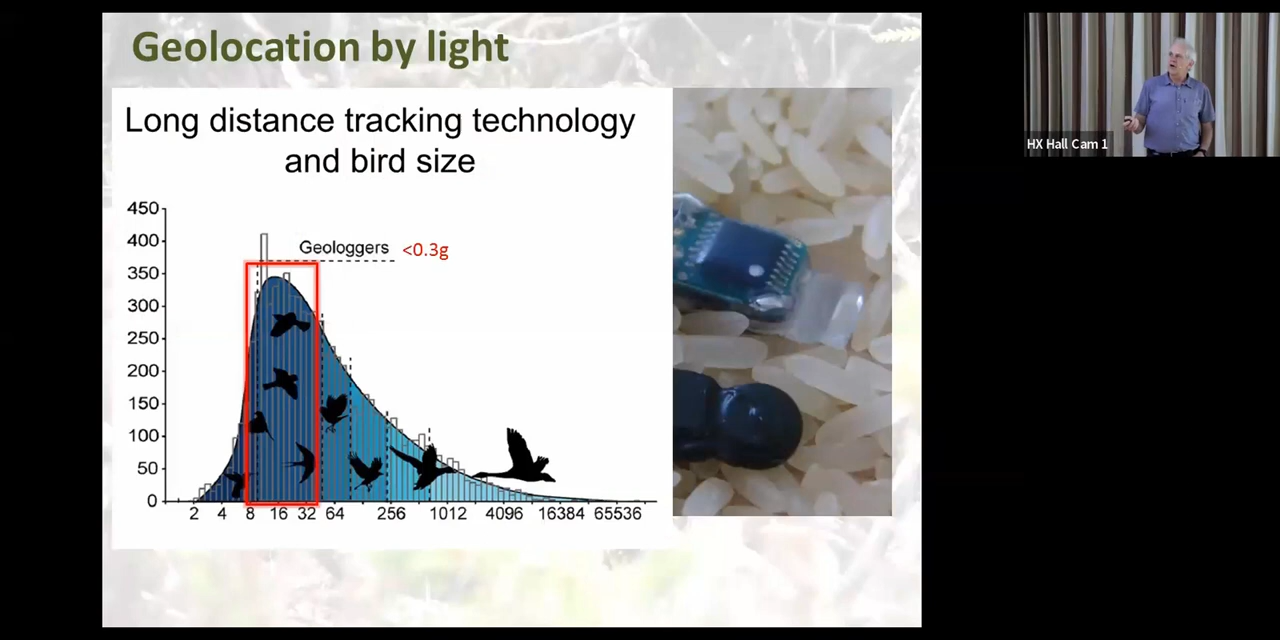 Geolocation by light
Long distance tracking technology
and bird size
450
400
350
300
250
200
150
100
50
0
Geologgers <0.3g
2 4 8 16 32 64 256 1012 4096 16384 65536
HX Hall Cam 1